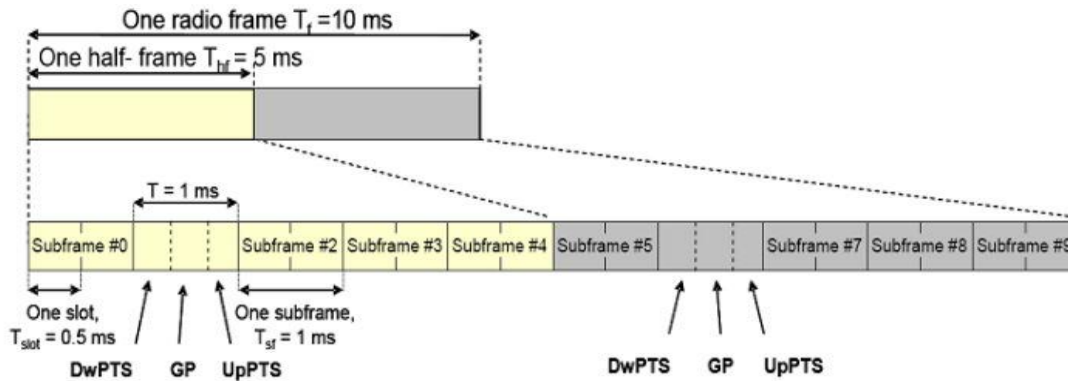 One radio frame T_f =10 ms
One half- frame T_hf = 5 ms
T = 1 ms
Subframe #0
Subframe #2
Subframe #3
Subframe #4
Subframe #5
Subframe #7
Subframe #8
Subframe #9
One slot,
T_slot = 0.5 ms
One subframe,
T_sf = 1 ms
DwPTS
GP
UpPTS
DwPTS
GP
UpPTS